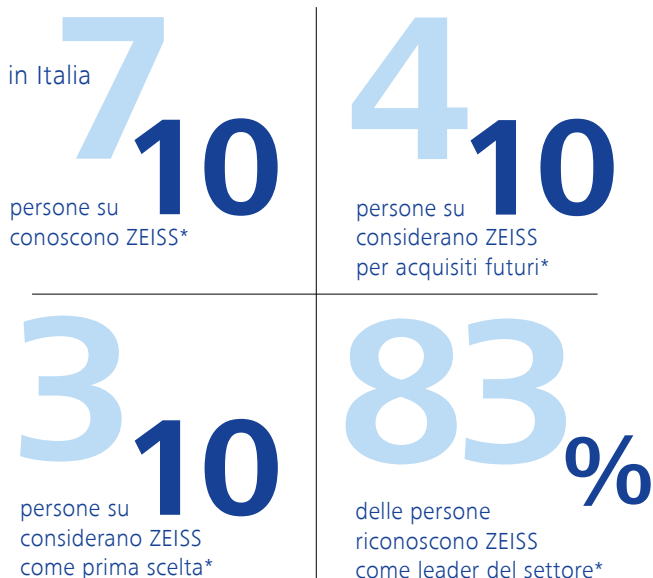 in Italia
7
persone su 10
conoscono ZEISS*
4
persone su 10
considerano ZEISS
per acquisiti futuri*
3
persone su 10
considerano ZEISS
come prima scelta*
83%
delle persone
riconoscono ZEISS
come leader del settore*